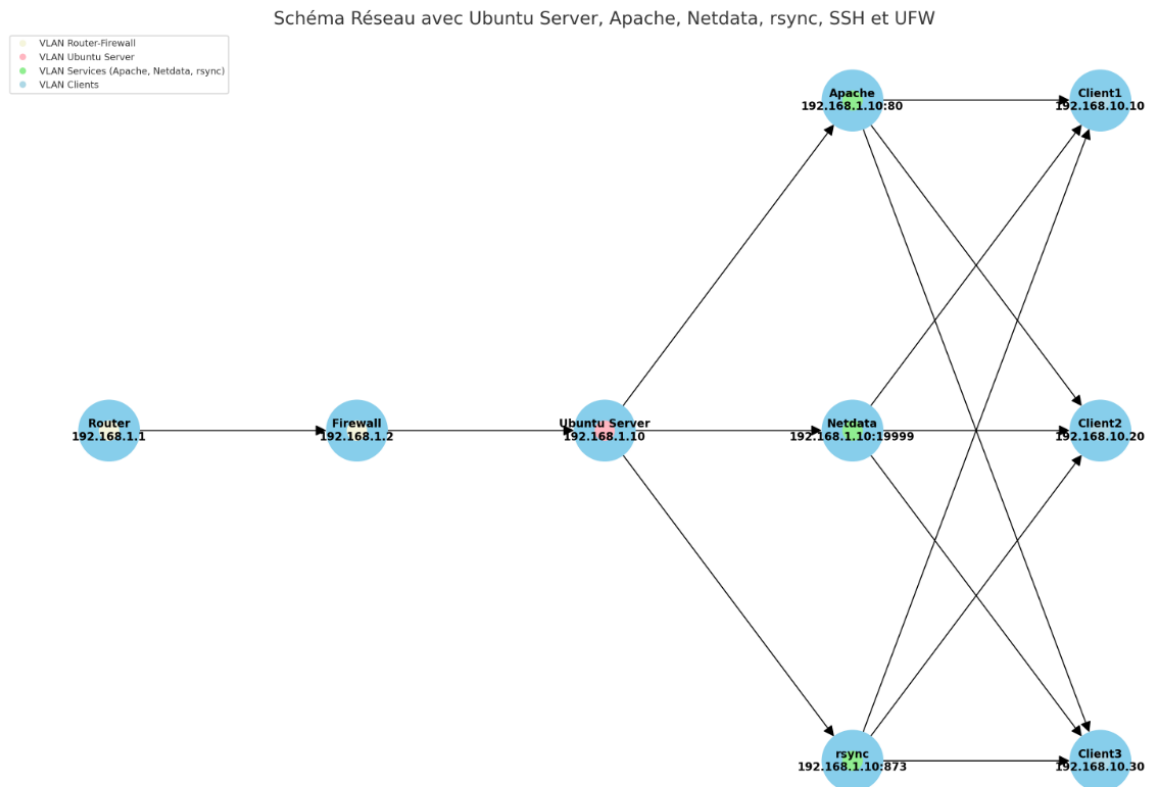 Schéma Réseau avec Ubuntu Server, Apache, Netdata, rsync, SSH et UFW
VLAN Router-Firewall
VLAN Ubuntu Server
VLAN Services (Apache, Netdata, rsync)
VLAN Clients
Apache
192.168.1.10:80
Client1
192.168.10.10
Router
192.168.1.1
Firewall
192.168.1.2
Ubuntu Server
192.168.1.10
Netdata
192.168.1.10:19999
Client2
192.168.10.20
rsync
192.168.1.10:873
Client3
192.168.10.30